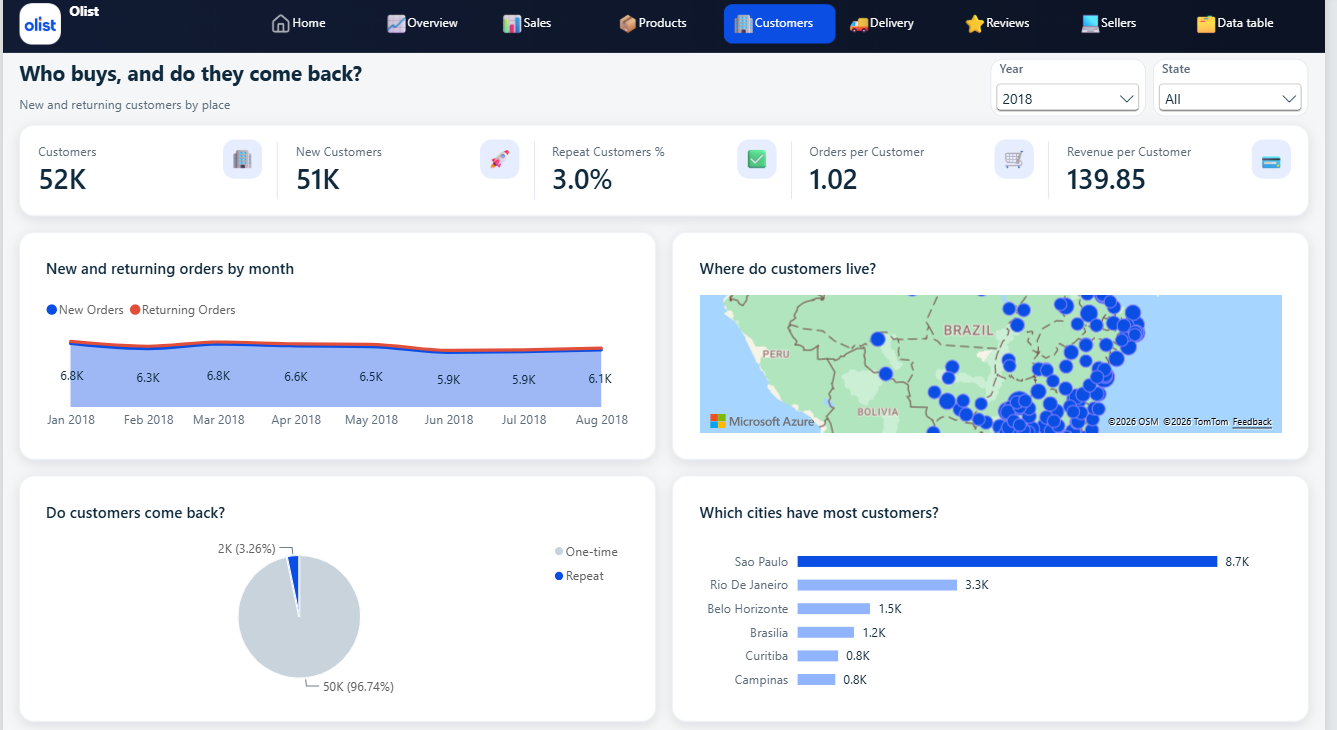 olist
Olist
Home
Overview
Sales
Products
Customers
Delivery
Reviews
Sellers
Data table
Who buys, and do they come back?
New and returning customers by place
Year
2018
State
All
Customers
52K
New Customers
51K
Repeat Customers %
3.0%
Orders per Customer
1.02
Revenue per Customer
139.85
New and returning orders by month
New Orders
Returning Orders
6.8K
6.3K
6.8K
6.6K
6.5K
5.9K
5.9K
6.1K
Jan 2018
Feb 2018
Mar 2018
Apr 2018
May 2018
Jun 2018
Jul 2018
Aug 2018
Where do customers live?
BRAZIL
PERU
BOLIVIA
Microsoft Azure
©2026 OSM ©2026 TomTom Feedback
Do customers come back?
2K (3.26%)
50K (96.74%)
One-time
Repeat
Which cities have most customers?
Sao Paulo 8.7K
Rio De Janeiro 3.3K
Belo Horizonte 1.5K
Brasilia 1.2K
Curitiba 0.8K
Campinas 0.8K